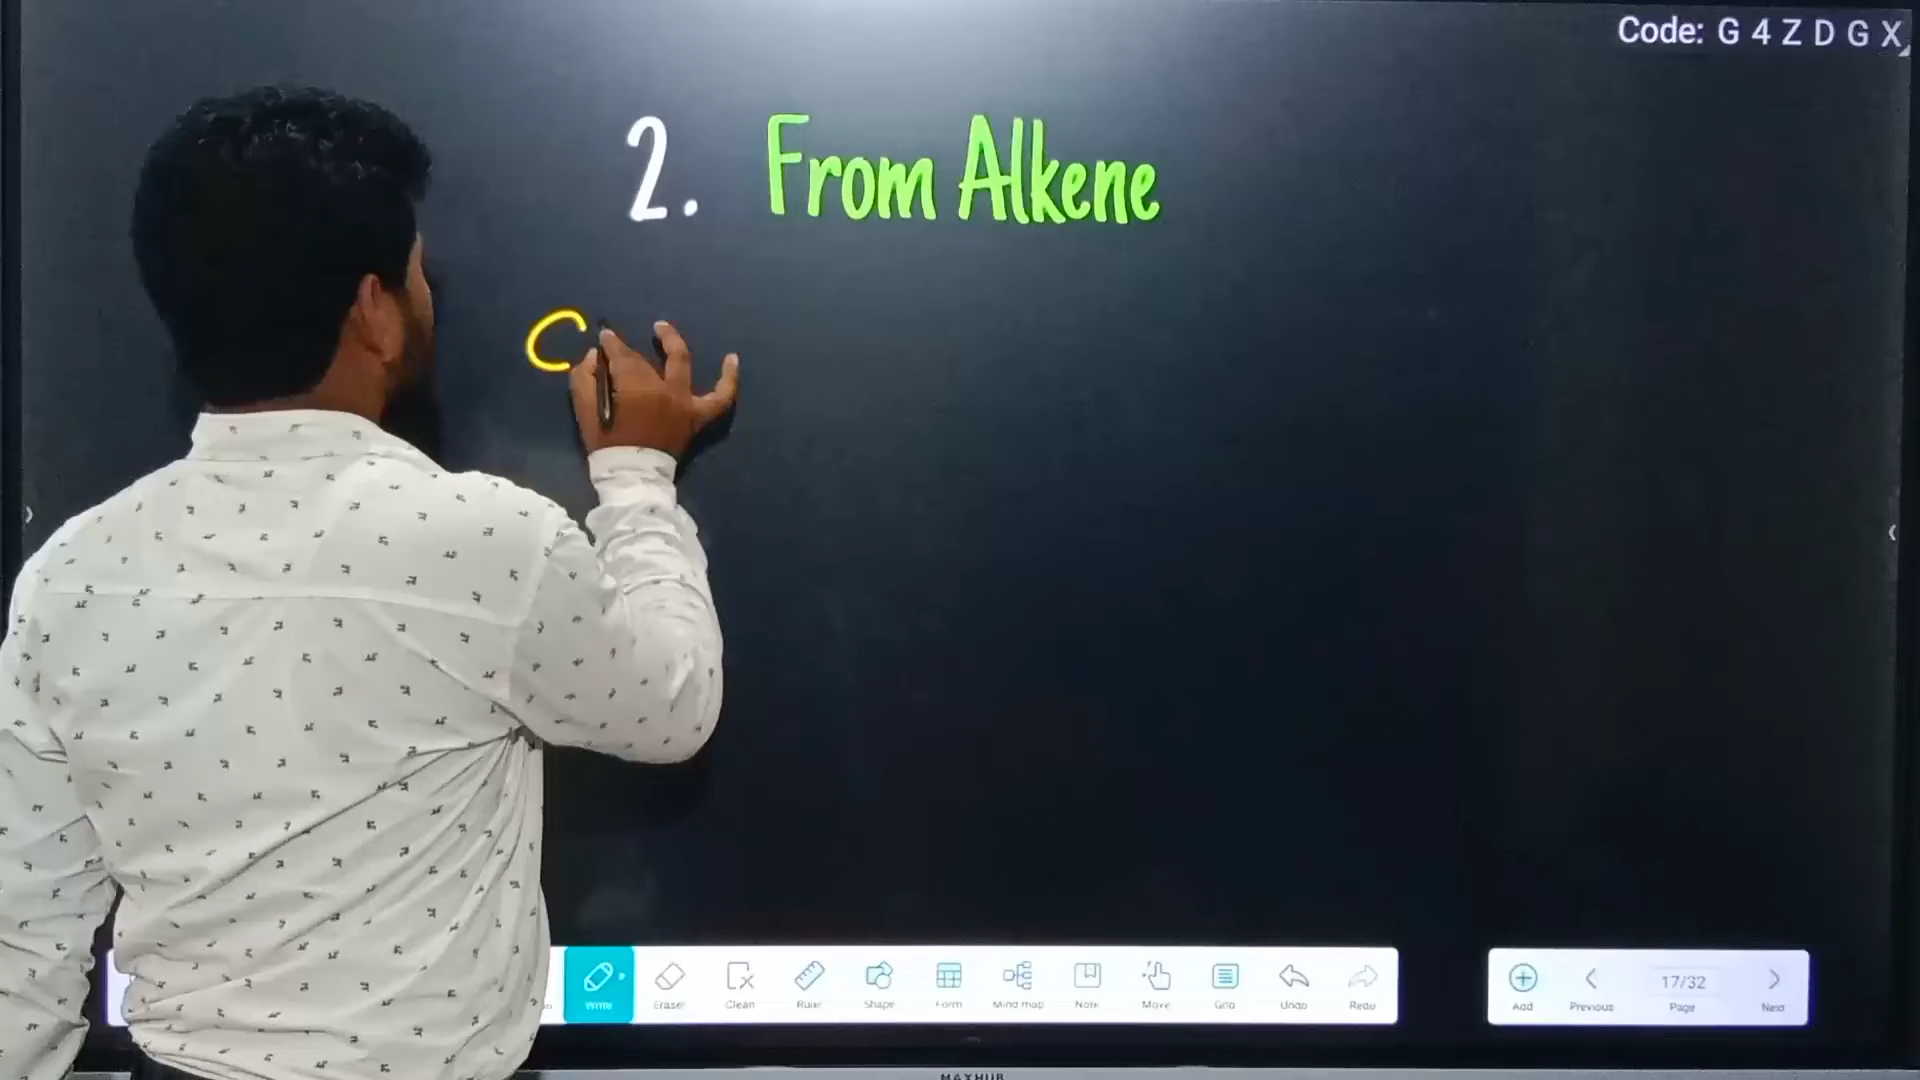 Code: G 4 Z D G X
2. From Alkene
C
Write Eraser Clean Ruler Shape Form Mind map Note Move Grid Undo Redo
Add Previous 17/32 Page Next
MAXHUB